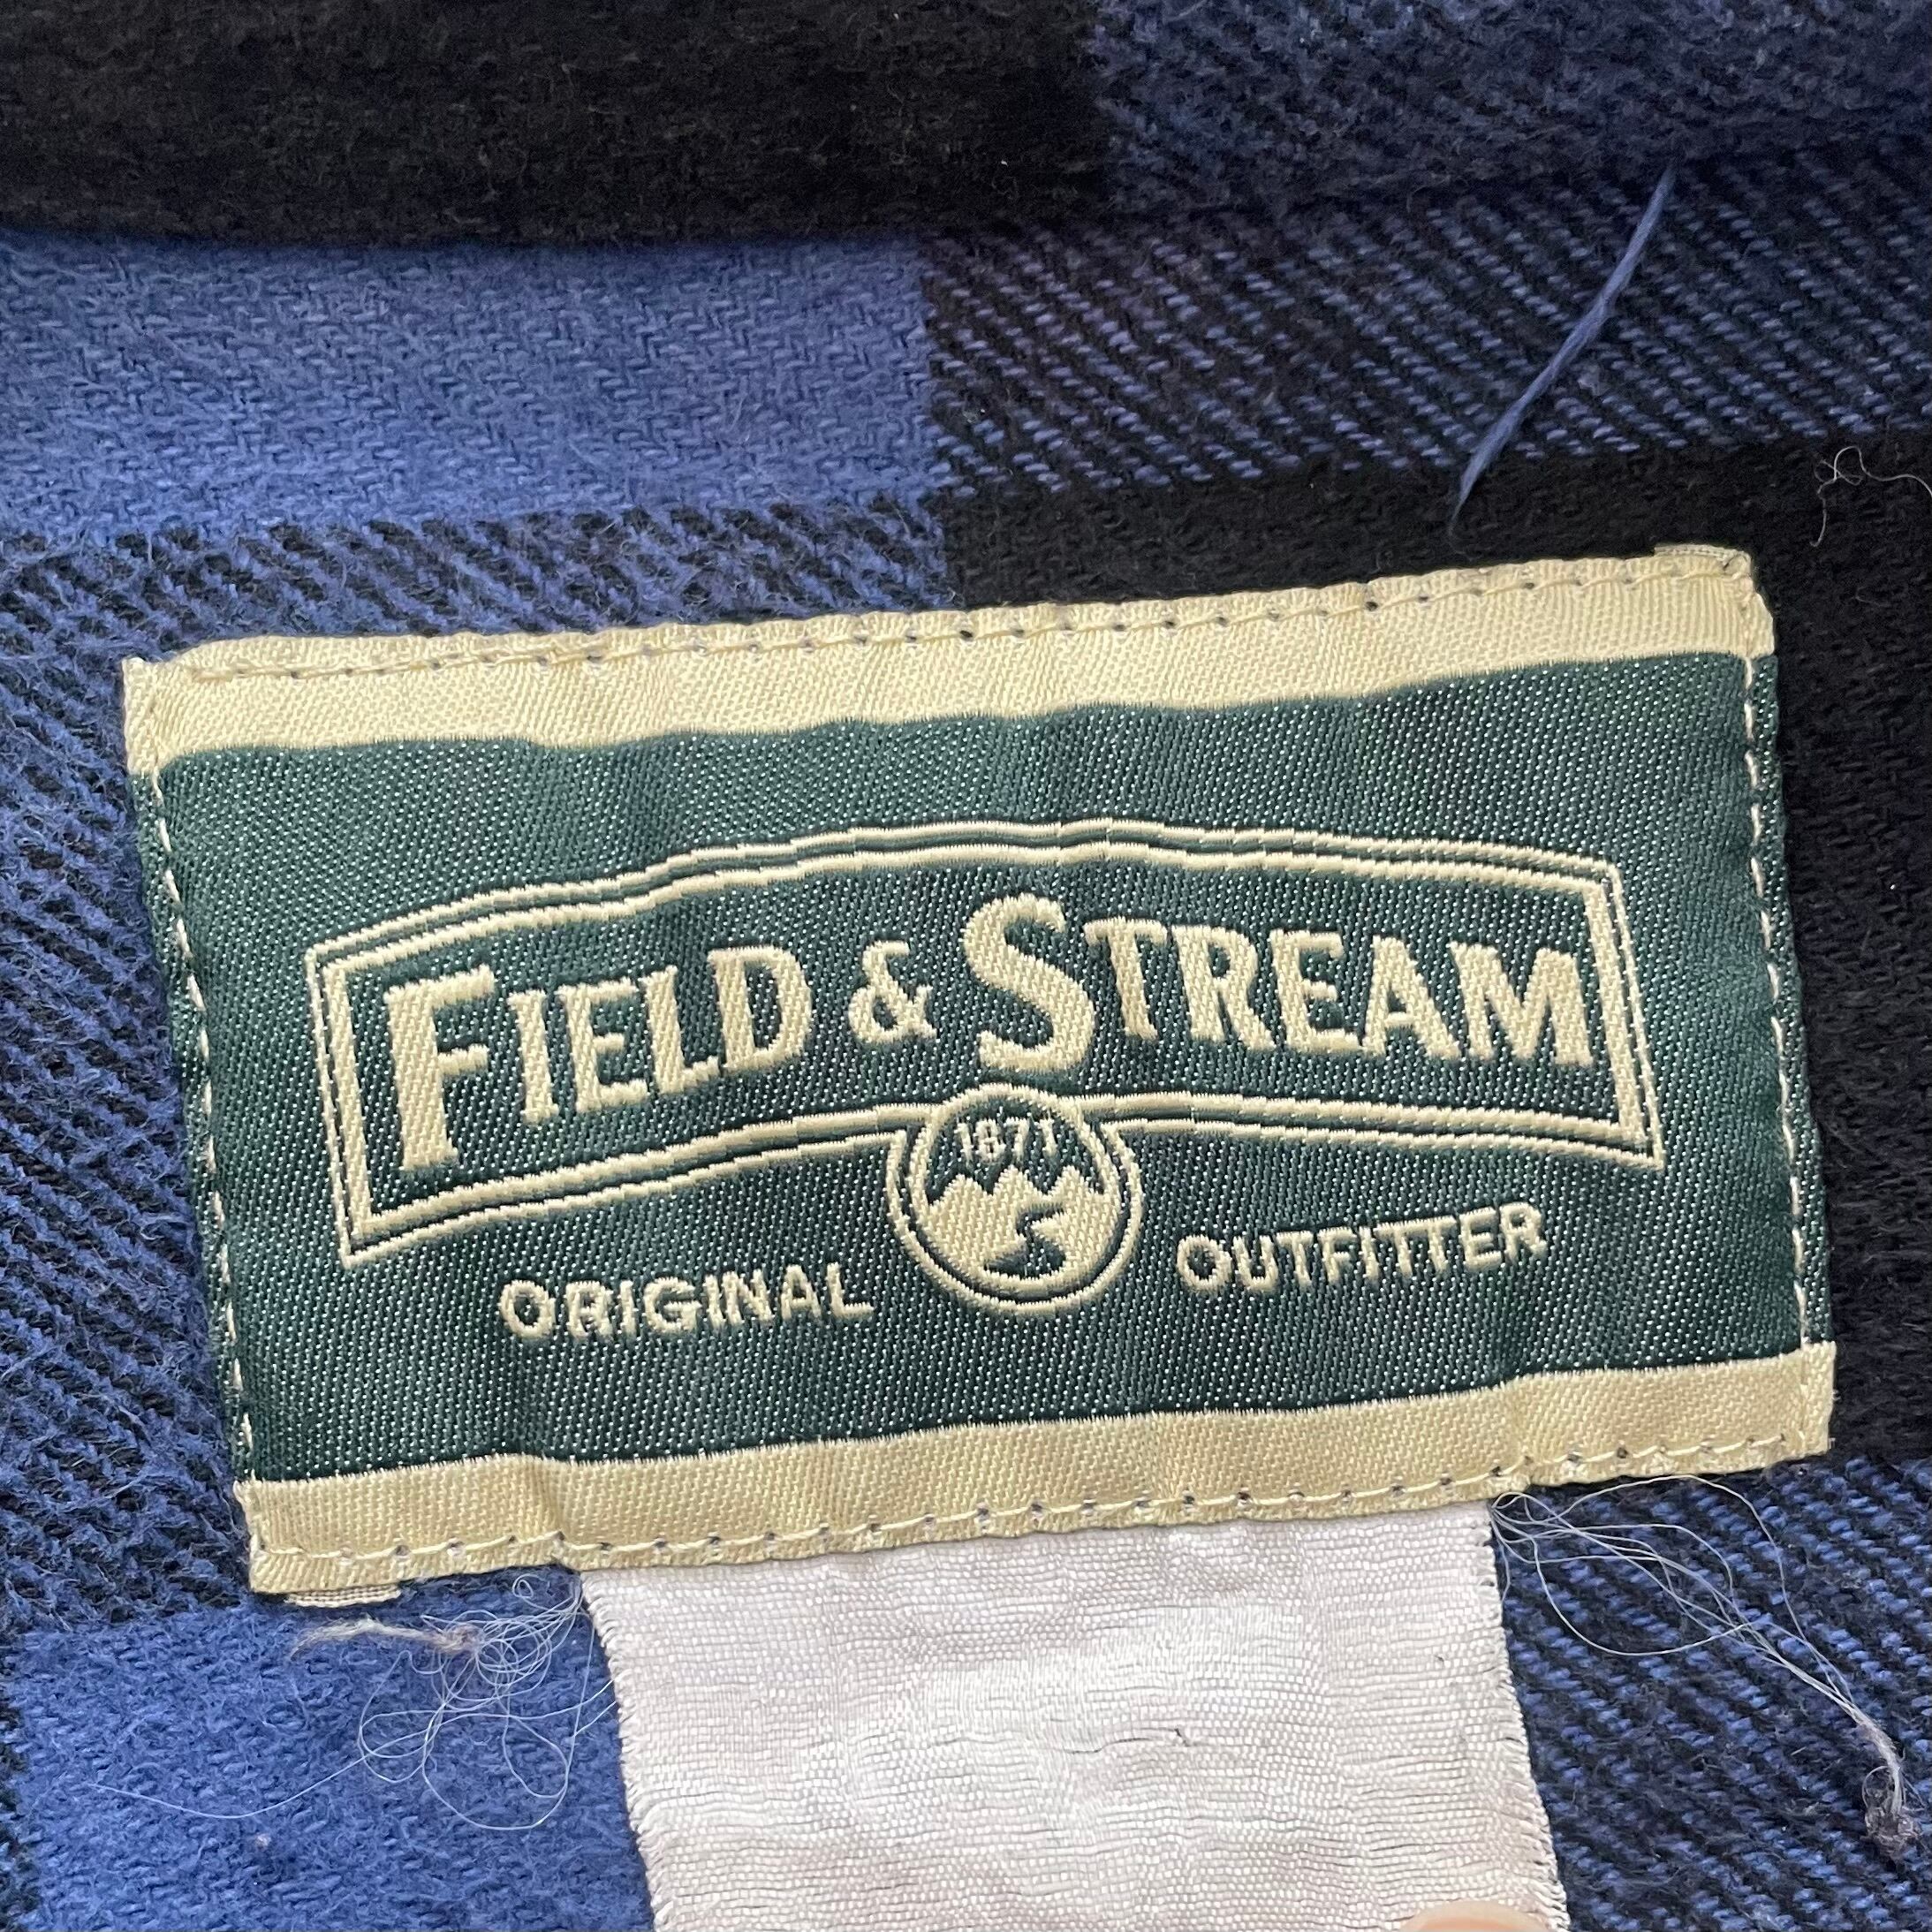 FIELD & STREAM
1871
ORIGINAL OUTFITTER